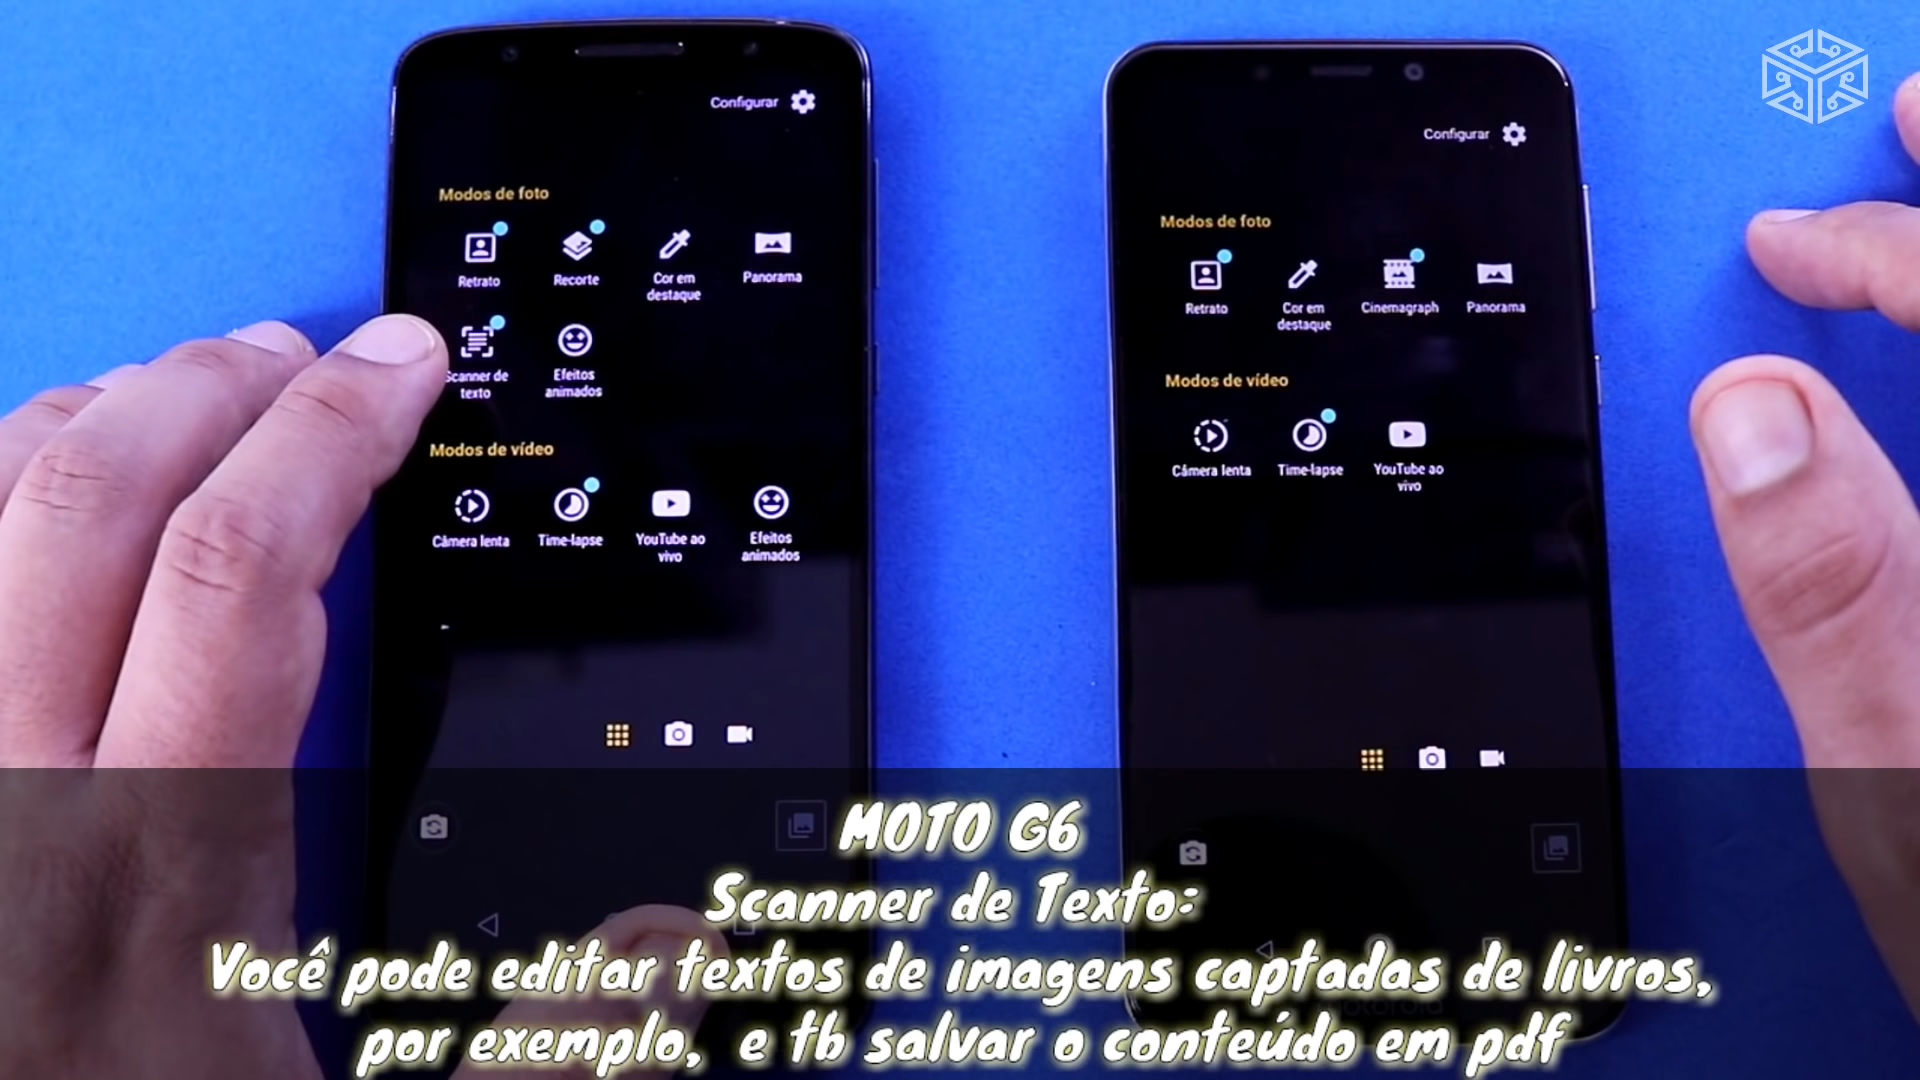 Configurar
Modos de foto
Retrato
Recorte
Cor em
destaque
Panorama
Scanner de
texto
Efeitos
animados
Modos de vídeo
Câmera lenta
Time-lapse
YouTube ao
vivo
Efeitos
animados
Configurar
Modos de foto
Retrato
Cor em
destaque
Cinemagraph
Panorama
Modos de vídeo
Câmera lenta
Time-lapse
YouTube ao
vivo
MOTO G6
Scanner de Texto:
Você pode editar textos de imagens captadas de livros,
por exemplo, e tb salvar o conteúdo em pdf